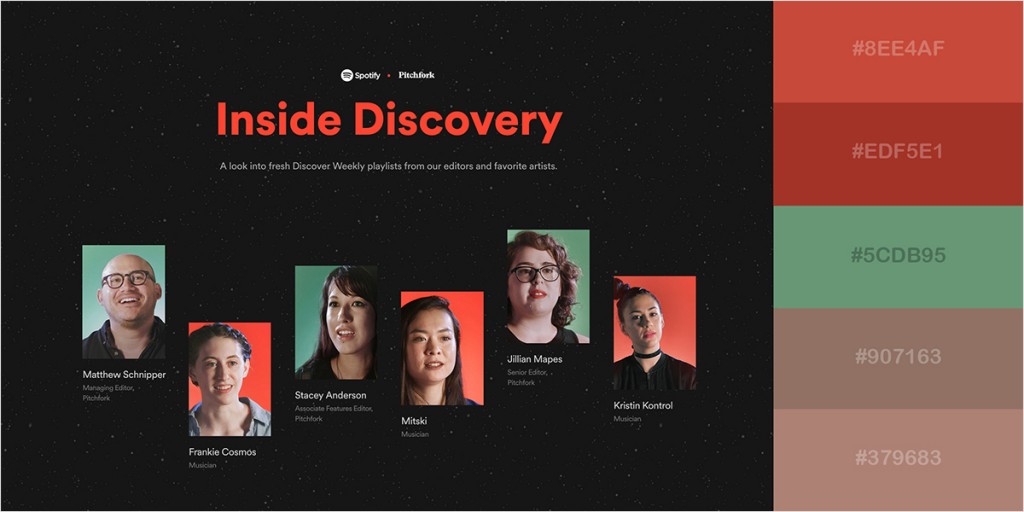 Spotify • Pitchfork
Inside Discovery
A look into fresh Discover Weekly playlists from our editors and favorite artists.
Matthew Schnipper
Managing Editor,
Pitchfork
Frankie Cosmos
Musician
Stacey Anderson
Associate Features Editor,
Pitchfork
Mitski
Musician
Jillian Mapes
Senior Editor,
Pitchfork
Kristin Kontrol
Musician
#8EE4AF
#EDF5E1
#5CDB95
#907163
#379683